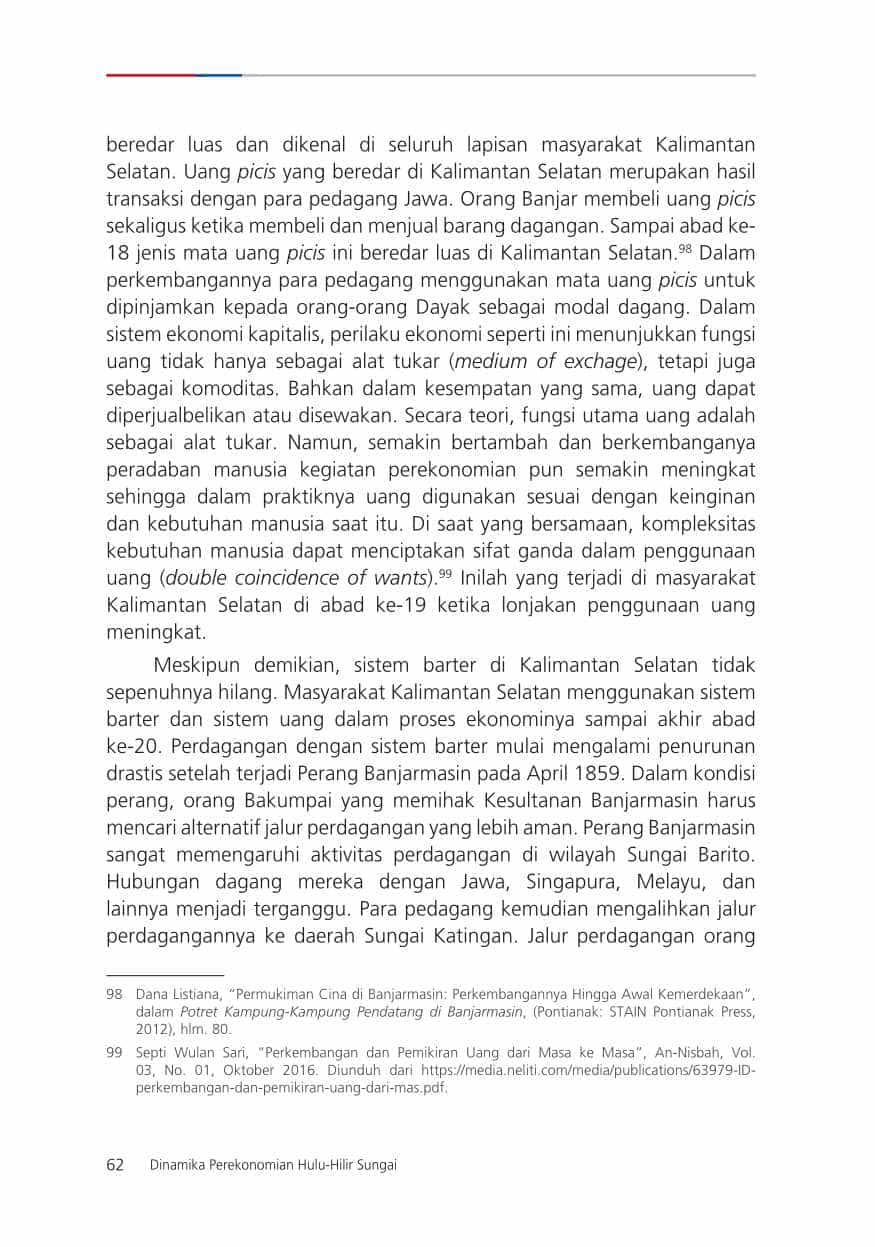 beredar luas dan dikenal di seluruh lapisan masyarakat Kalimantan
Selatan. Uang picis yang beredar di Kalimantan Selatan merupakan hasil
transaksi dengan para pedagang Jawa. Orang Banjar membeli uang picis
sekaligus ketika membeli dan menjual barang dagangan. Sampai abad ke-
18 jenis mata uang picis ini beredar luas di Kalimantan Selatan.⁹⁸ Dalam
perkembangannya para pedagang menggunakan mata uang picis untuk
dipinjamkan kepada orang-orang Dayak sebagai modal dagang. Dalam
sistem ekonomi kapitalis, perilaku ekonomi seperti ini menunjukkan fungsi
uang tidak hanya sebagai alat tukar (medium of exchage), tetapi juga
sebagai komoditas. Bahkan dalam kesempatan yang sama, uang dapat
diperjualbelikan atau disewakan. Secara teori, fungsi utama uang adalah
sebagai alat tukar. Namun, semakin bertambah dan berkembanganya
peradaban manusia kegiatan perekonomian pun semakin meningkat
sehingga dalam praktiknya uang digunakan sesuai dengan keinginan
dan kebutuhan manusia saat itu. Di saat yang bersamaan, kompleksitas
kebutuhan manusia dapat menciptakan sifat ganda dalam penggunaan
uang (double coincidence of wants).⁹⁹ Inilah yang terjadi di masyarakat
Kalimantan Selatan di abad ke-19 ketika lonjakan penggunaan uang
meningkat.
Meskipun demikian, sistem barter di Kalimantan Selatan tidak
sepenuhnya hilang. Masyarakat Kalimantan Selatan menggunakan sistem
barter dan sistem uang dalam proses ekonominya sampai akhir abad
ke-20. Perdagangan dengan sistem barter mulai mengalami penurunan
drastis setelah terjadi Perang Banjarmasin pada April 1859. Dalam kondisi
perang, orang Bakumpai yang memihak Kesultanan Banjarmasin harus
mencari alternatif jalur perdagangan yang lebih aman. Perang Banjarmasin
sangat memengaruhi aktivitas perdagangan di wilayah Sungai Barito.
Hubungan dagang mereka dengan Jawa, Singapura, Melayu, dan
lainnya menjadi terganggu. Para pedagang kemudian mengalihkan jalur
perdagangannya ke daerah Sungai Katingan. Jalur perdagangan orang
98 Dana Listiana, “Permukiman Cina di Banjarmasin: Perkembangannya Hingga Awal Kemerdekaan”,
dalam Potret Kampung-Kampung Pendatang di Banjarmasin, (Pontianak: STAIN Pontianak Press,
2012), hlm. 80.
99 Septi Wulan Sari, “Perkembangan dan Pemikiran Uang dari Masa ke Masa”, An-Nisbah, Vol.
03, No. 01, Oktober 2016. Diunduh dari https://media.neliti.com/media/publications/63979-ID-
perkembangan-dan-pemikiran-uang-dari-mas.pdf.
62 Dinamika Perekonomian Hulu-Hilir Sungai